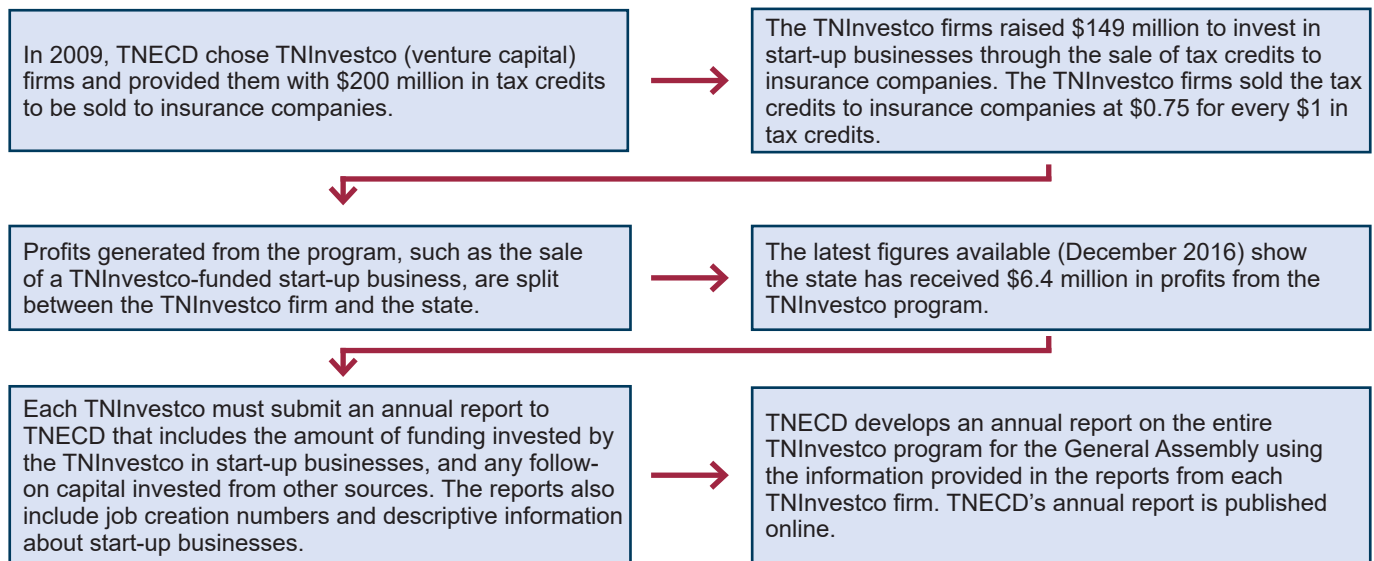 In 2009, TNECD chose TNInvestco (venture capital)
firms and provided them with $200 million in tax credits
to be sold to insurance companies.
The TNInvestco firms raised $149 million to invest in
start-up businesses through the sale of tax credits to
insurance companies. The TNInvestco firms sold the tax
credits to insurance companies at $0.75 for every $1 in
tax credits.
Profits generated from the program, such as the sale
of a TNInvestco-funded start-up business, are split
between the TNInvestco firm and the state.
The latest figures available (December 2016) show
the state has received $6.4 million in profits from the
TNInvestco program.
Each TNInvestco must submit an annual report to
TNECD that includes the amount of funding invested by
the TNInvestco in start-up businesses, and any follow-
on capital invested from other sources. The reports also
include job creation numbers and descriptive information
about start-up businesses.
TNECD develops an annual report on the entire
TNInvestco program for the General Assembly using
the information provided in the reports from each
TNInvestco firm. TNECD’s annual report is published
online.